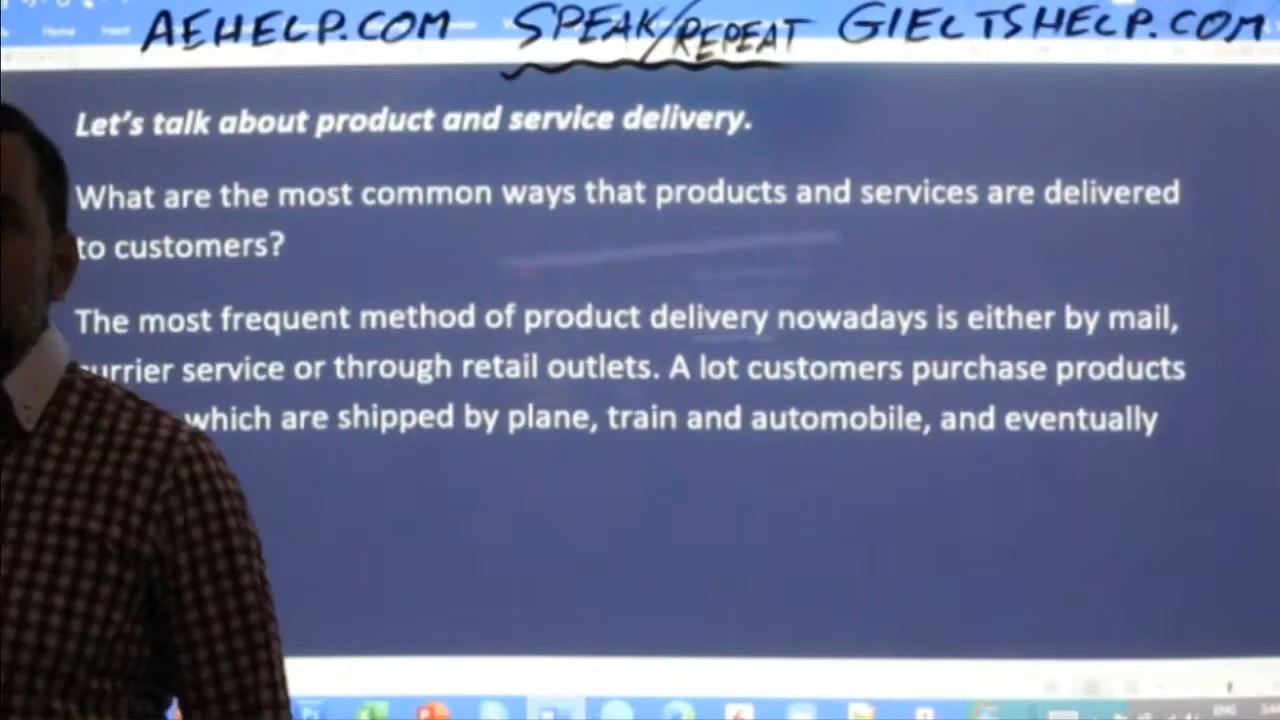 AEHELP.COM SPEAK/REPEAT GIELTSHELP.COM
Let's talk about product and service delivery.
What are the most common ways that products and services are delivered
to customers?
The most frequent method of product delivery nowadays is either by mail,
service or through retail outlets. A lot customers purchase products
which are shipped by plane, train and automobile, and eventually
ENG